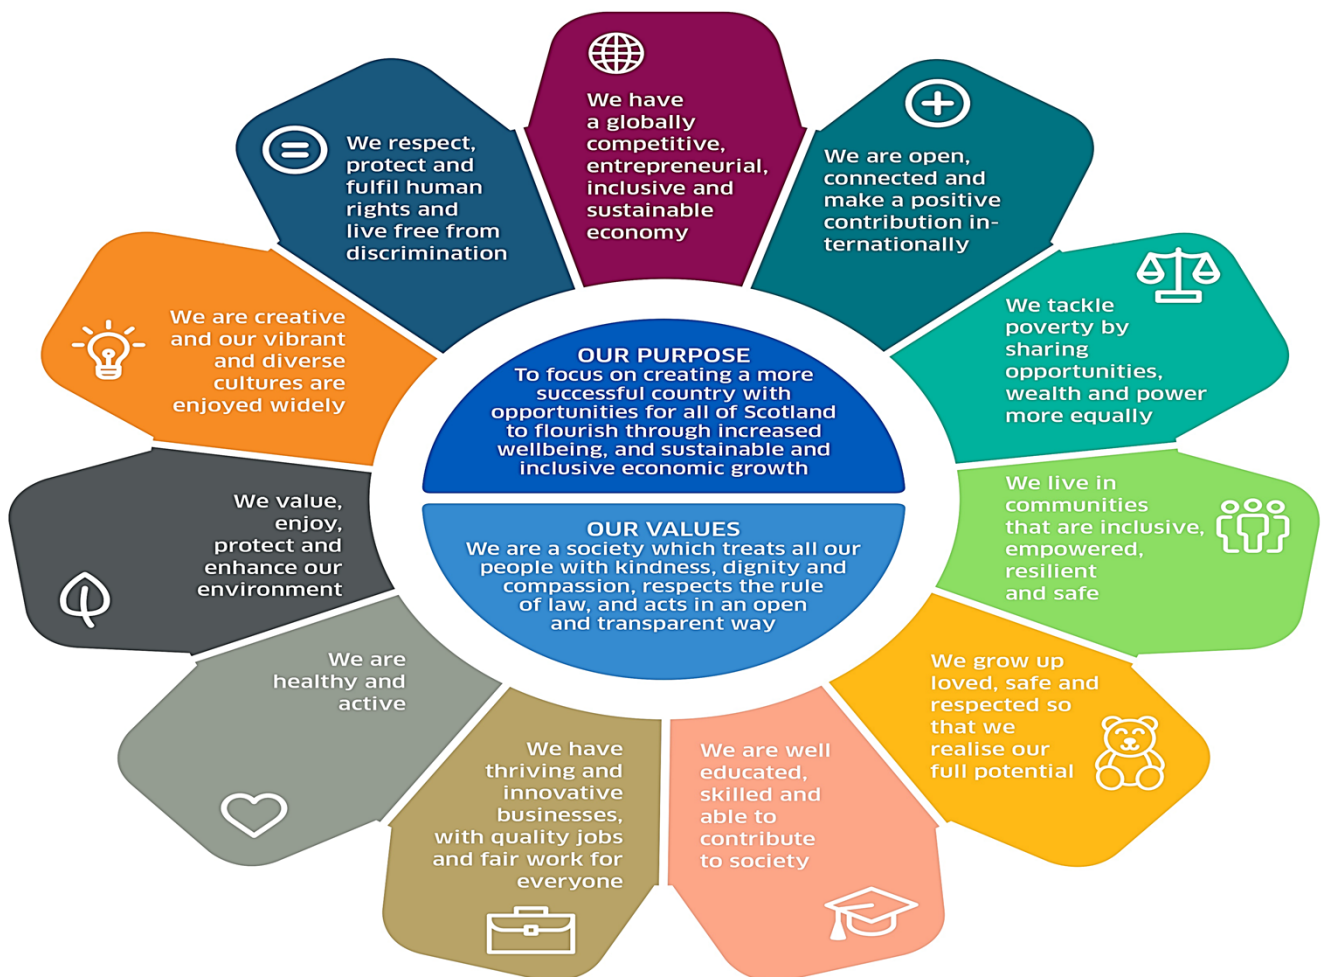 We have
a globally
competitive,
entrepreneurial,
inclusive and
sustainable
economy
We are open,
connected and
make a positive
contribution in-
ternationally
We tackle
poverty by
sharing
opportunities,
wealth and power
more equally
We live in
communities
that are inclusive,
empowered,
resilient
and safe
We grow up
loved, safe and
respected so
that we
realise our
full potential
We are well
educated,
skilled and
able to
contribute
to society
We have
thriving and
innovative
businesses,
with quality jobs
and fair work for
everyone
We are
healthy and
active
We value,
enjoy,
protect and
enhance our
environment
We are creative
and our vibrant
and diverse
cultures are
enjoyed widely
We respect,
protect and
fulfil human
rights and
live free from
discrimination
OUR PURPOSE
To focus on creating a more
successful country with
opportunities for all of Scotland
to flourish through increased
wellbeing, and sustainable and
inclusive economic growth
OUR VALUES
We are a society which treats all our
people with kindness, dignity and
compassion, respects the rule
of law, and acts in an open
and transparent way